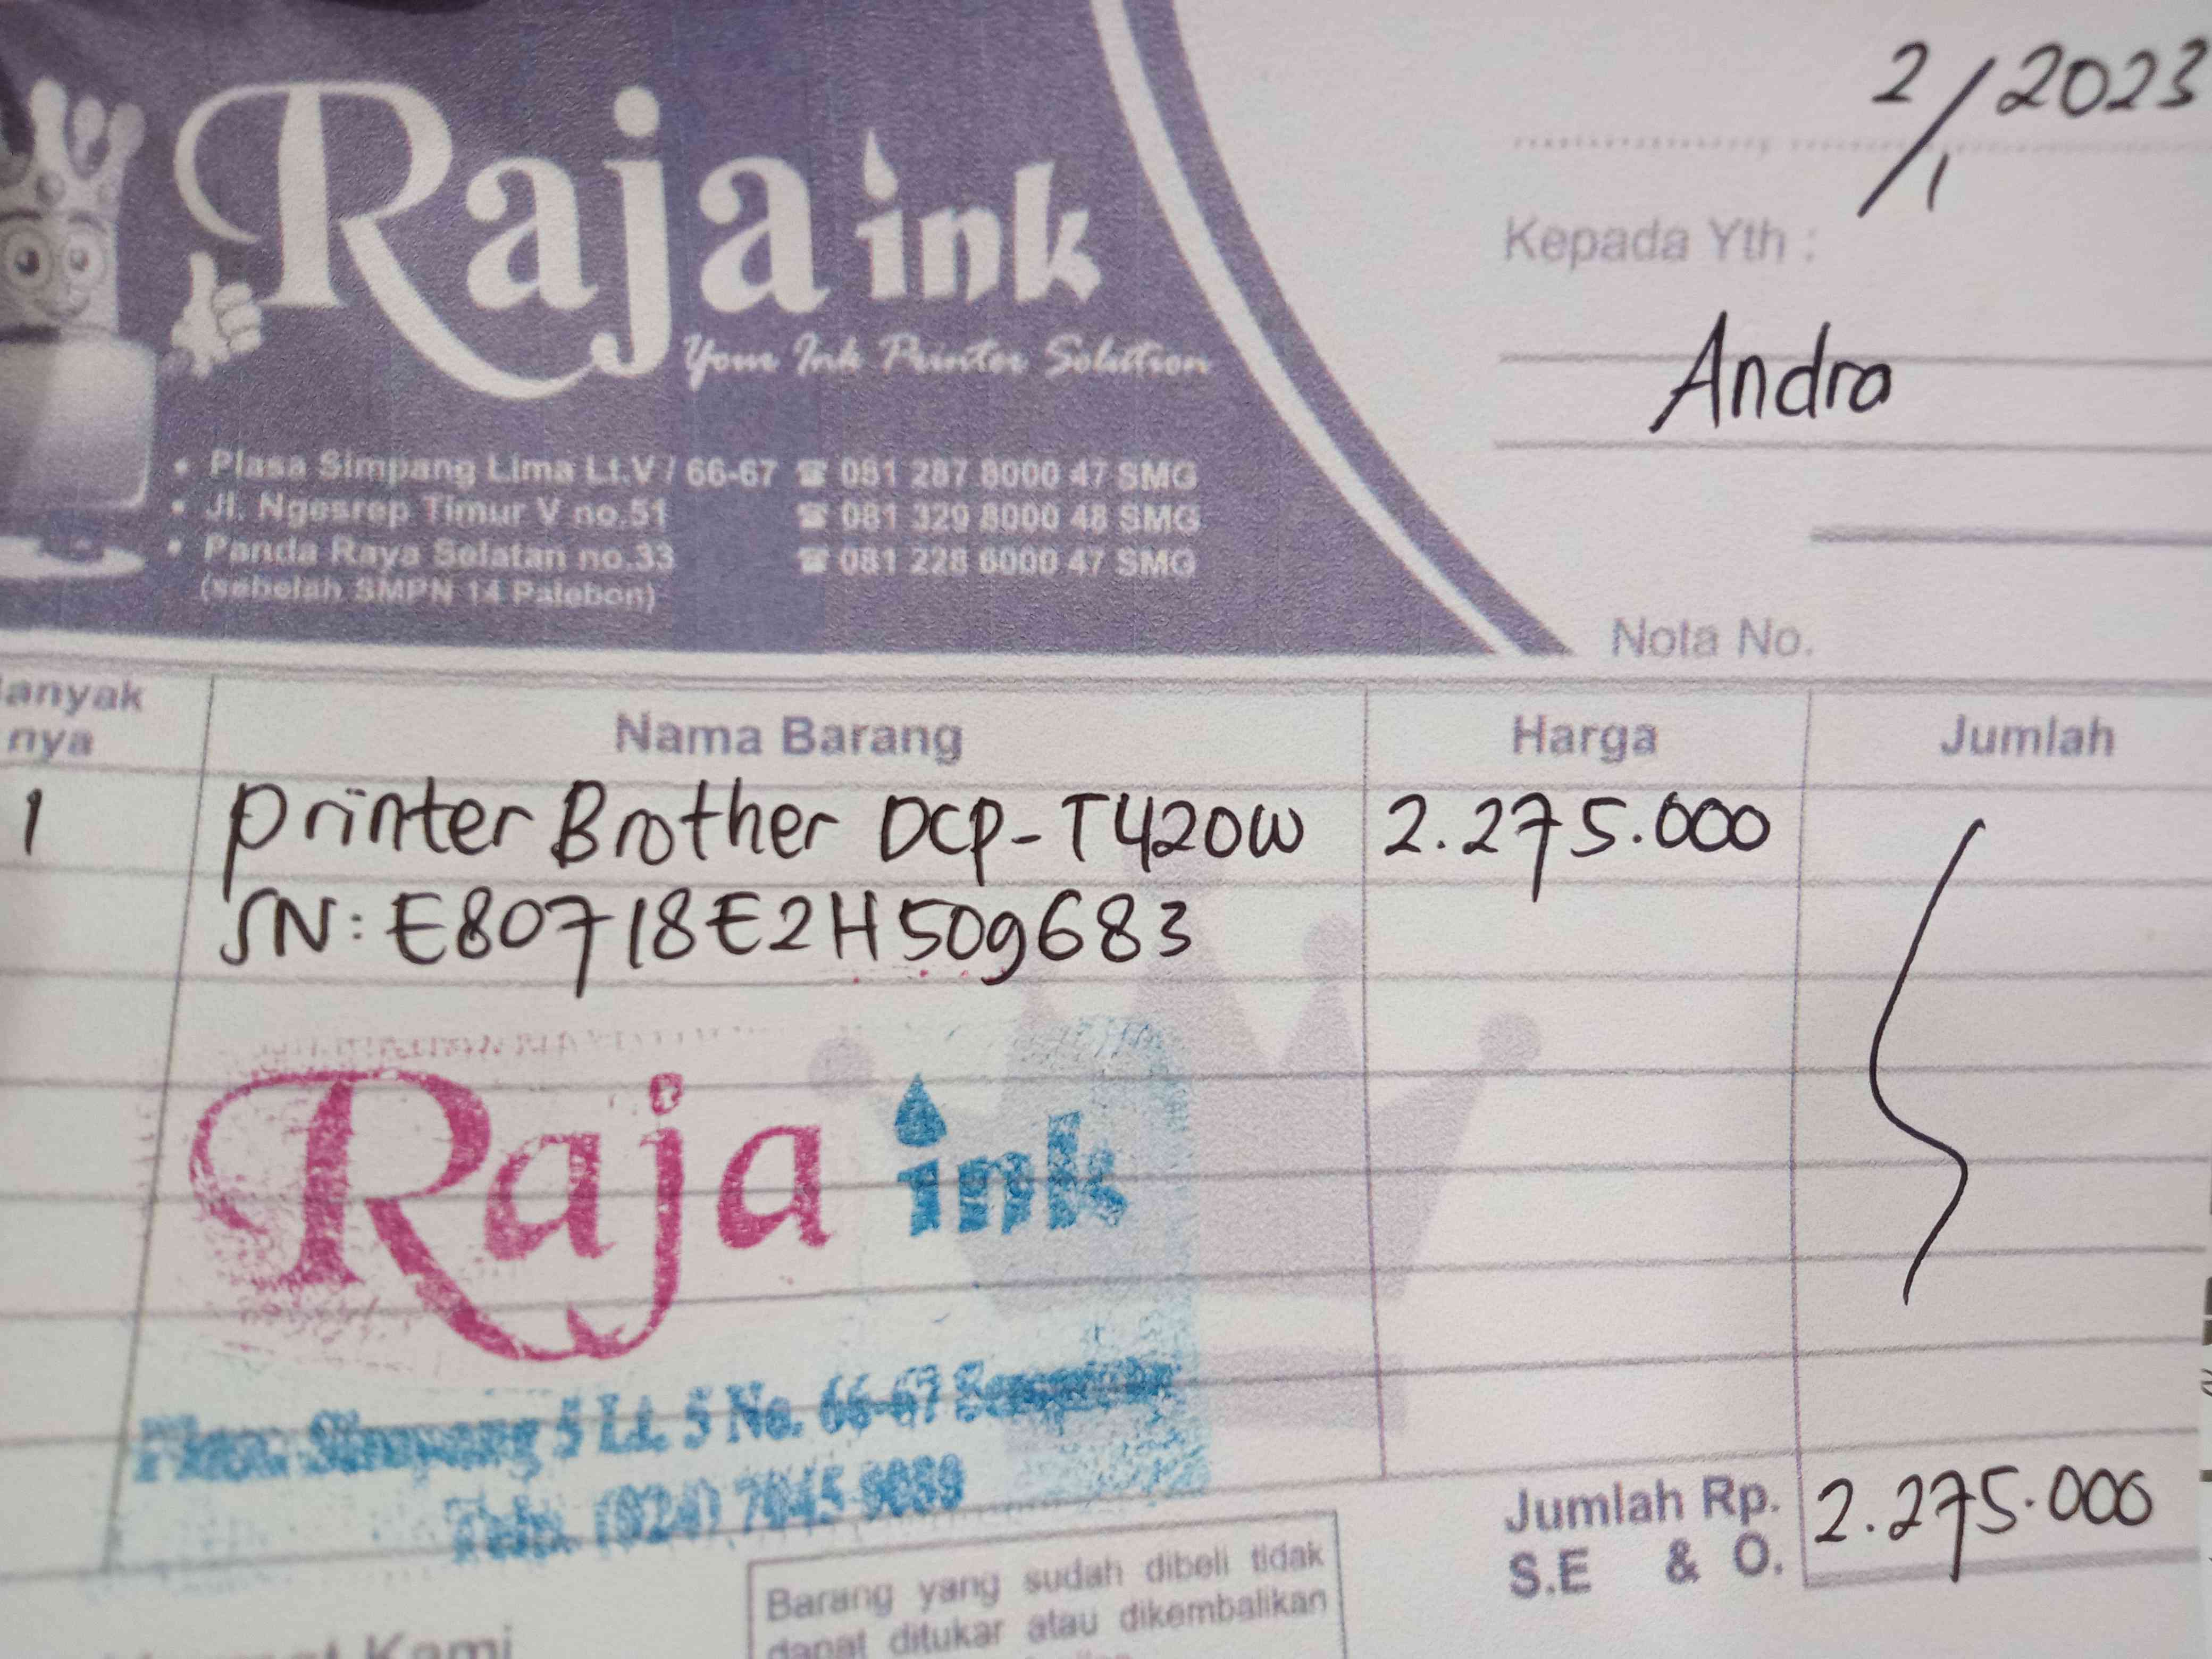 Raja ink
Your Ink Printer Solution
• Plasa Simpang Lima Lt.V / 66-67 ☎ 081 287 8000 47 SMG
• Jl. Ngesrep Timur V no.51 ☎ 081 329 8000 48 SMG
• Panda Raya Selatan no.33 ☎ 081 228 6000 47 SMG
(sebelah SMPN 14 Palebon)
2/1 2023
Kepada Yth :
Andra
Nota No.
anyak
nya
Nama Barang
Harga
Jumlah
1 printer Brother DCP-T420W 2.275.000
SN: E80718E2H509683
Raja ink
Simpang 5 Lt. 5 No. 66-67
Telp. (024)
Jumlah Rp. 2.275.000
S.E & O.
Barang yang sudah dibeli tidak
dapat ditukar atau dikembalikan
Kami